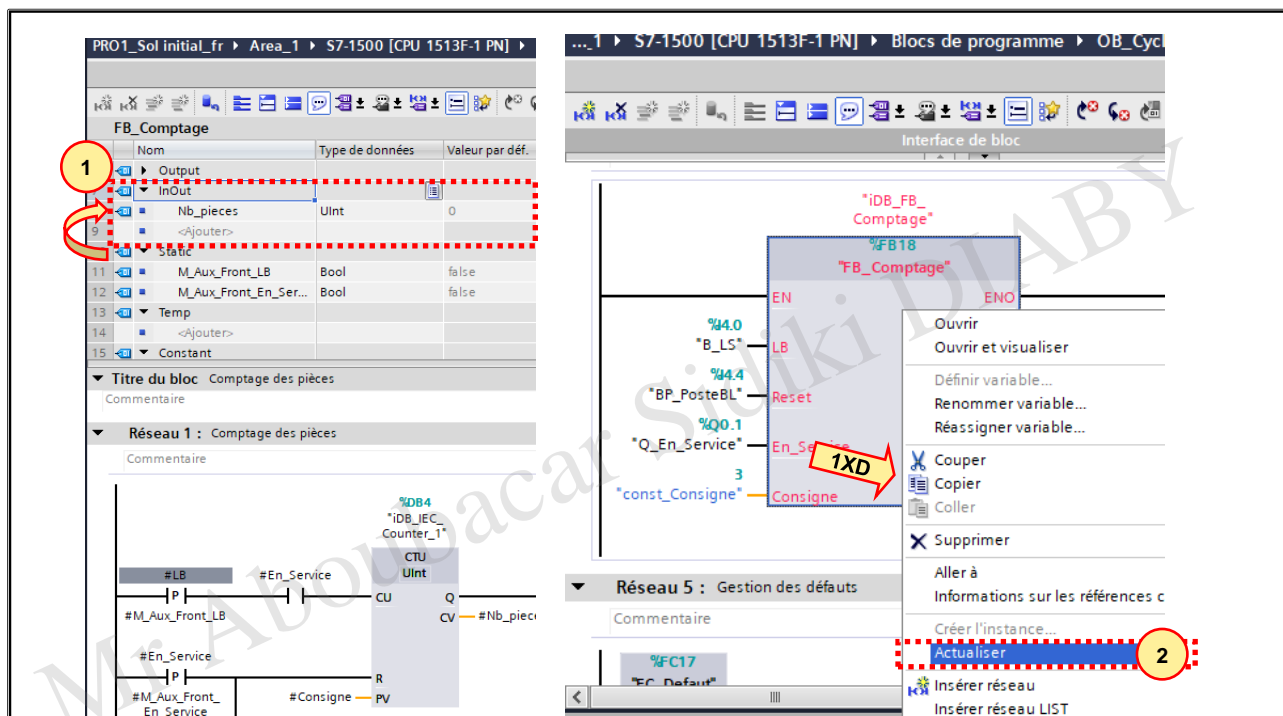 PRO1_Sol initial_fr ▸ Area_1 ▸ S7-1500 [CPU 1513F-1 PN] ▸
FB_Comptage
Nom Type de données Valeur par déf.
1
Output
InOut
Nb_pieces UInt 0
9 <Ajouter>
Static
11 M_Aux_Front_LB Bool false
12 M_Aux_Front_En_Ser... Bool false
13 Temp
14 <Ajouter>
15 Constant
Titre du bloc Comptage des pièces
Commentaire
Réseau 1 : Comptage des pièces
Commentaire
%DB4
"iDB_IEC_
Counter_1"
CTU
UInt
#LB #En_Service
P
CU Q
#M_Aux_Front_LB
CV #Nb_piece
#En_Service
P
R
#M_Aux_Front_
En_Service
#Consigne PV
..._1 ▸ S7-1500 [CPU 1513F-1 PN] ▸ Blocs de programme ▸ OB_Cycl
Interface de bloc
"iDB_FB_
Comptage"
%FB18
"FB_Comptage"
EN ENO
%I4.0
"B_LS" LB
%I4.4
"BP_PosteBL" Reset
%Q0.1
"Q_En_Service" En_Service
3
"const_Consigne" Consigne
1XD
Ouvrir
Ouvrir et visualiser
Définir variable...
Renommer variable...
Réassigner variable...
Couper
Copier
Coller
Supprimer
Aller à
Informations sur les références c
Créer l'instance...
Actualiser
2
Insérer réseau
Insérer réseau LIST
Réseau 5 : Gestion des défauts
Commentaire
%FC17
"FC_Defaut"
Mr Aboubacar Sidiki DIABY